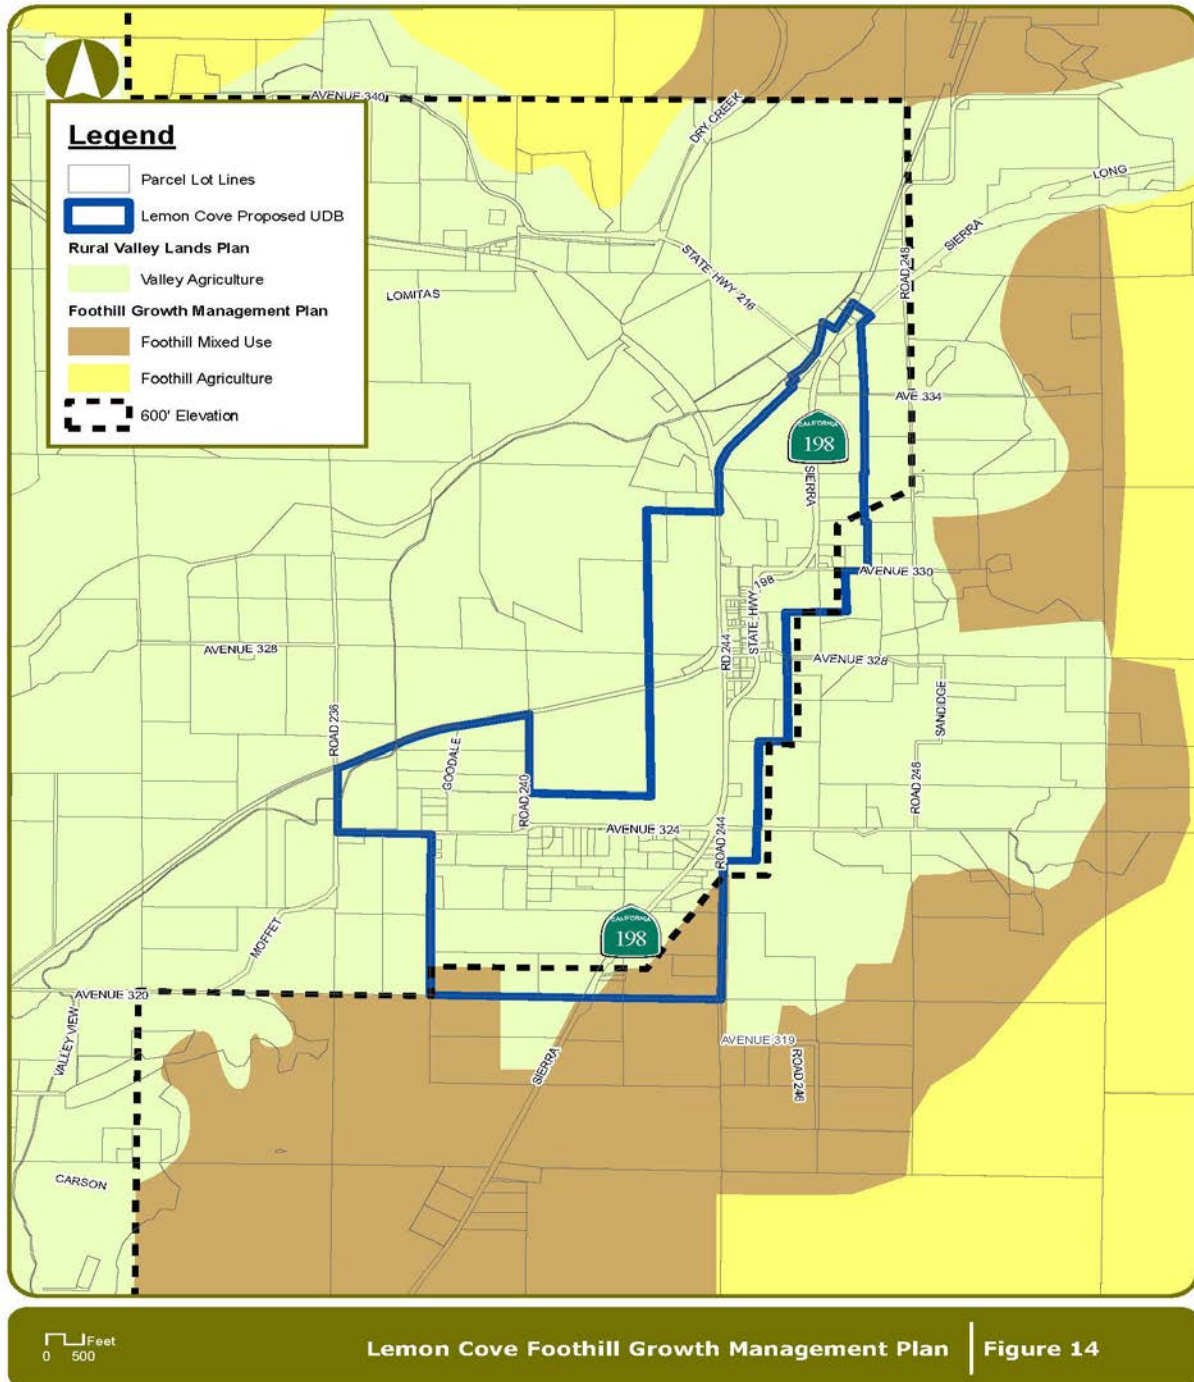 AVENUE 340
Legend
Parcel Lot Lines
Lemon Cove Proposed UDB
Rural Valley Lands Plan
Valley Agriculture
Foothill Growth Management Plan
Foothill Mixed Use
Foothill Agriculture
600' Elevation
DRY CREEK
LONG
SIERRA
ROAD 248
STATE HWY 216
LOMITAS
AVE 334
CALIFORNIA
198
SIERRA
AVENUE 330
STATE HWY 198
RD 244
AVENUE 328
AVENUE 328
SANDIDGE
ROAD 236
GOODALE
ROAD 240
ROAD 248
AVENUE 324
ROAD 244
CALIFORNIA
198
MOFFET
AVENUE 320
VALLEY VIEW
AVENUE 319
ROAD 246
SIERRA
CARSON
Feet
0 500
Lemon Cove Foothill Growth Management Plan
Figure 14